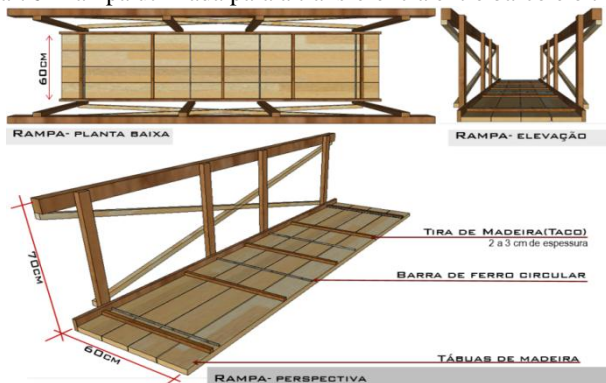 60CM
RAMPA- PLANTA BAIXA
RAMPA- ELEVAÇÃO
TIRA DE MADEIRA(TACO)
2 a 3 cm de espessura
BARRA DE FERRO CIRCULAR
70CM
60CM
TÁBUAS DE MADEIRA
RAMPA- PERSPECTIVA